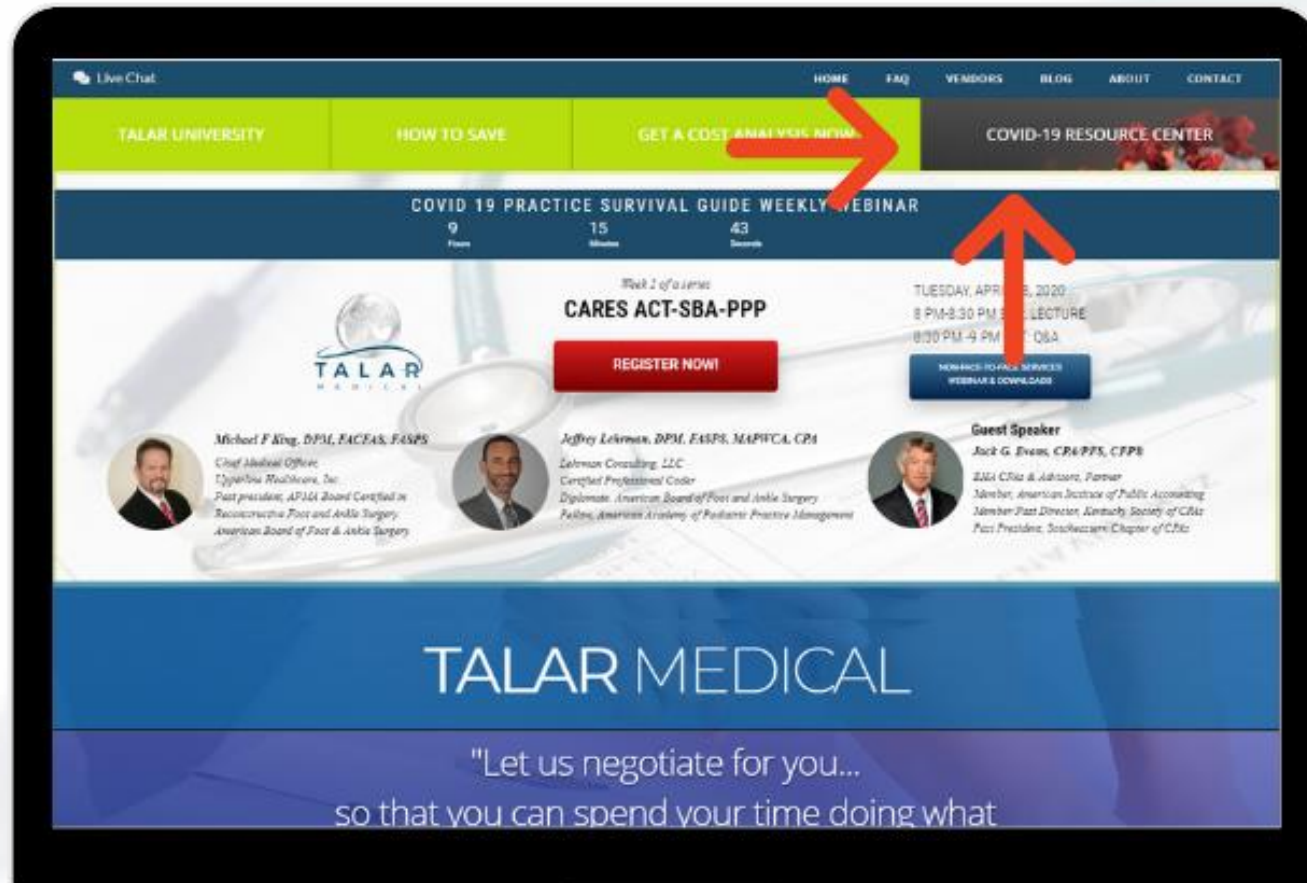 Live Chat
HOME FAQ VENDORS BLOG ABOUT CONTACT
TALAR UNIVERSITY HOW TO SAVE GET A COST ANALYSIS NOW COVID-19 RESOURCE CENTER
COVID 19 PRACTICE SURVIVAL GUIDE WEEKLY WEBINAR
9 15 43
Hours Minutes Seconds
Week 2 of a series
CARES ACT-SBA-PPP
REGISTER NOW!
TALAR
MEDICAL
TUESDAY, 2020
8 PM-8:30 PM LECTURE
8:30 PM -9 PM Q&A
NON-FACE-TO-FACE SERVICES
WEBINAR & DOWNLOADS
Michael F King, DPM, FACFAS, FASPS
Chief Medical Officer,
Upperline Healthcare, Inc.
Past president, APMA Board Certified in
Reconstructive Foot and Ankle Surgery
American Board of Foot & Ankle Surgery
Jeffrey Lehrman, DPM, FASPS, MAPWCA, CPA
Lehrman Consulting, LLC
Certified Professional Coder
Diplomate, American Board of Foot and Ankle Surgery
Fellow, American Academy of Podiatric Practice Management
Guest Speaker
Jack G. Evans, CPA/PFS,
CPAs & Advisors, Partner
Member, American Institute of Public Accounting
Member Past Director, Kentucky Society of CPAs
Past President, Southeastern Chapter of CPAs
TALAR MEDICAL
"Let us negotiate for you...
so that you can spend your time doing what